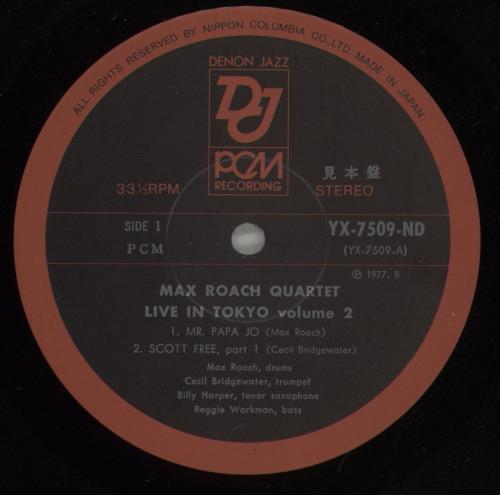 ALL RIGHTS RESERVED BY NIPPON COLUMBIA CO., LTD. MADE IN JAPAN
DENON JAZZ
DJ
PCM
RECORDING
33⅓RPM
見本盤
STEREO
SIDE 1
YX-7509-ND
PCM
(YX-7509-A)
Ⓟ 1977. 8
MAX ROACH QUARTET
LIVE IN TOKYO volume 2
1. MR. PAPA JO (Max Roach)
2. SCOTT FREE, part 1 (Cecil Bridgewater)
Max Roach, drums
Cecil Bridgewater, trumpet
Billy Harper, tenor saxophone
Reggie Workman, bass